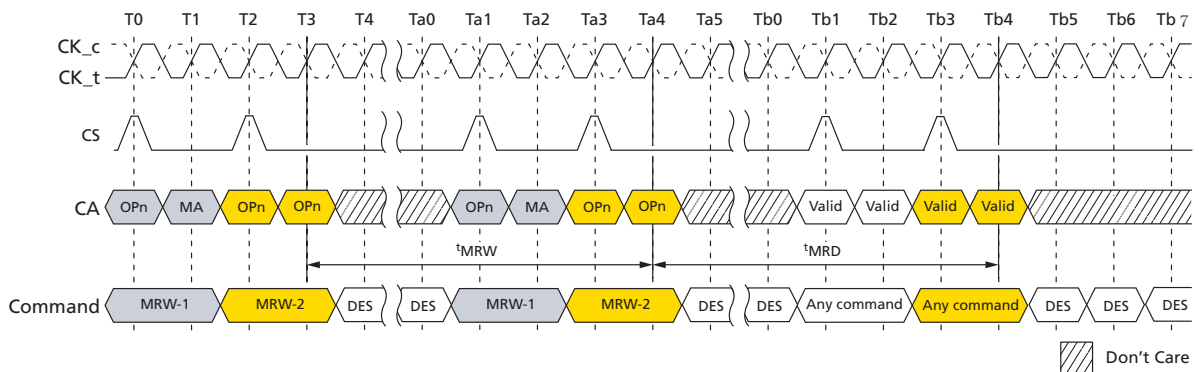 T0 T1 T2 T3 T4 Ta0 Ta1 Ta2 Ta3 Ta4 Ta5 Tb0 Tb1 Tb2 Tb3 Tb4 Tb5 Tb6 Tb 7
CK_c
CK_t
CS
CA OPn MA OPn OPn OPn MA OPn OPn Valid Valid Valid Valid
tMRW tMRD
Command MRW-1 MRW-2 DES DES MRW-1 MRW-2 DES DES Any command Any command DES DES DES
Don't Care